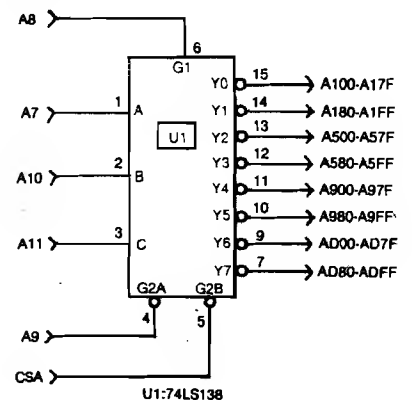 A8
6
G1
15
Y0
A100-A17F
1
A7
A
14
Y1
A180-A1FF
U1
13
Y2
A500-A57F
2
A10
B
12
Y3
A580-A5FF
11
Y4
A900-A97F
3
A11
C
10
Y5
A980-A9FF
9
Y6
AD00-AD7F
7
Y7
AD80-ADFF
G2A
G2B
4
5
A9
CSA
U1:74LS138